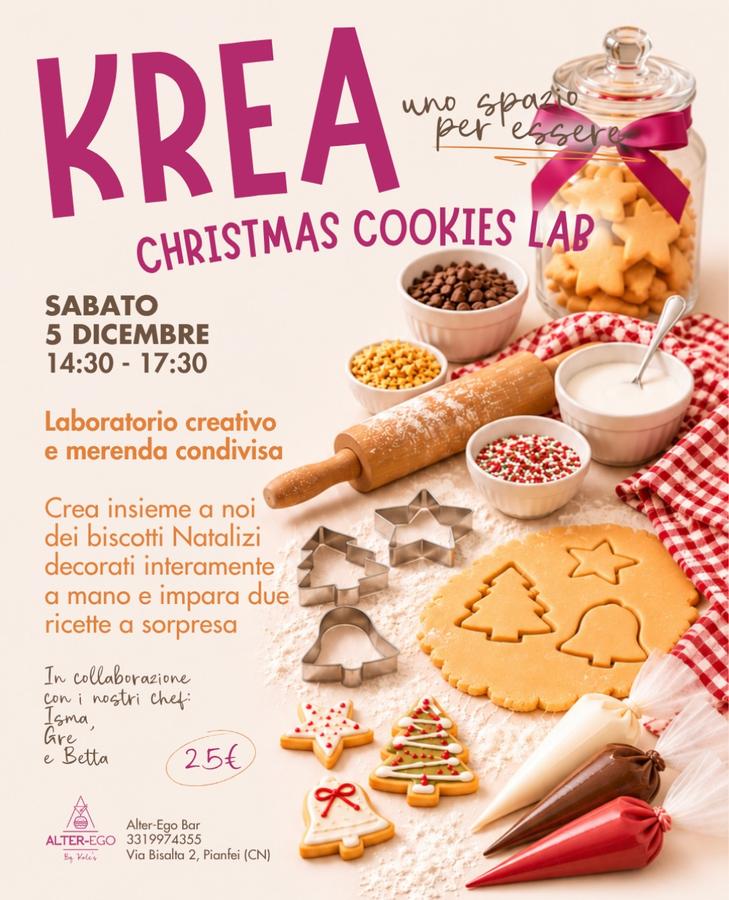 KREA
uno spazio
per essere
CHRISTMAS COOKIES LAB
SABATO
5 DICEMBRE
14:30 - 17:30
Laboratorio creativo
e merenda condivisa
Crea insieme a noi
dei biscotti Natalizi
decorati interamente
a mano e impara due
ricette a sorpresa
In collaborazione
con i nostri chef:
Isma,
Gre
e Betta
25€
ALTER-EGO
By Kole's
Alter-Ego Bar
3319974355
Via Bisalta 2, Pianfei (CN)